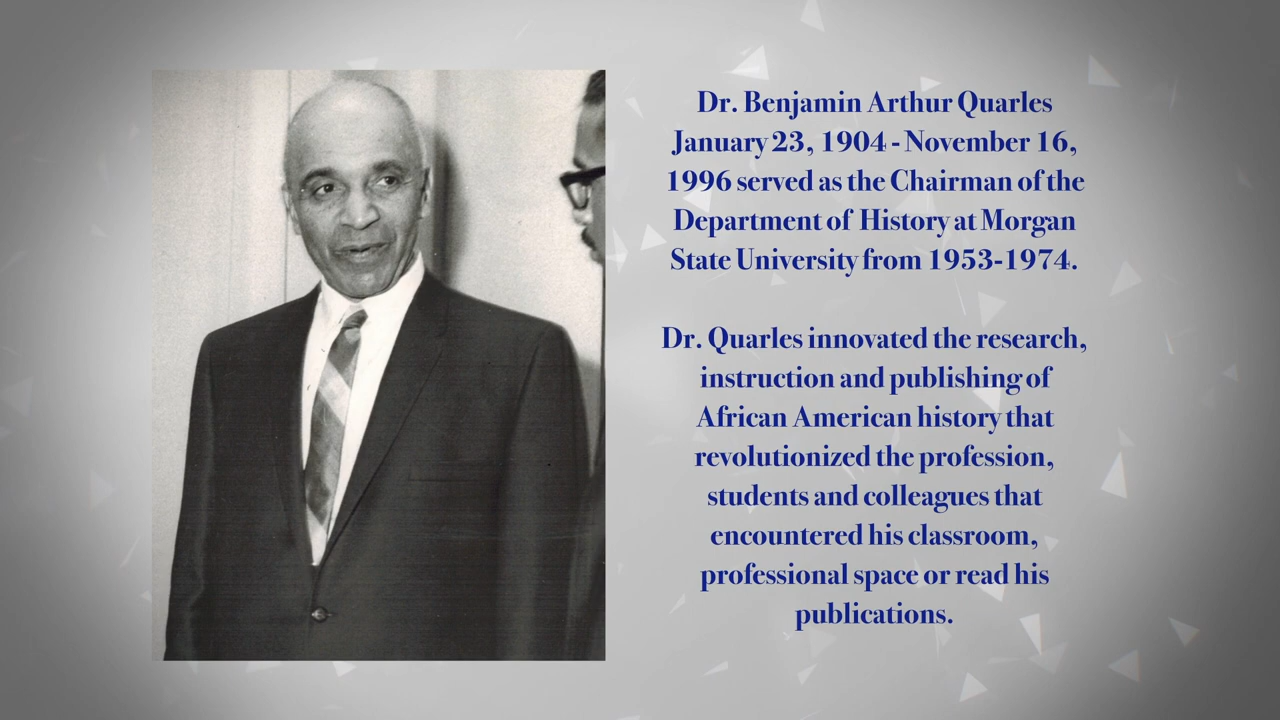 Dr. Benjamin Arthur Quarles
January 23, 1904 - November 16,
1996 served as the Chairman of the
Department of History at Morgan
State University from 1953-1974.
Dr. Quarles innovated the research,
instruction and publishing of
African American history that
revolutionized the profession,
students and colleagues that
encountered his classroom,
professional space or read his
publications.